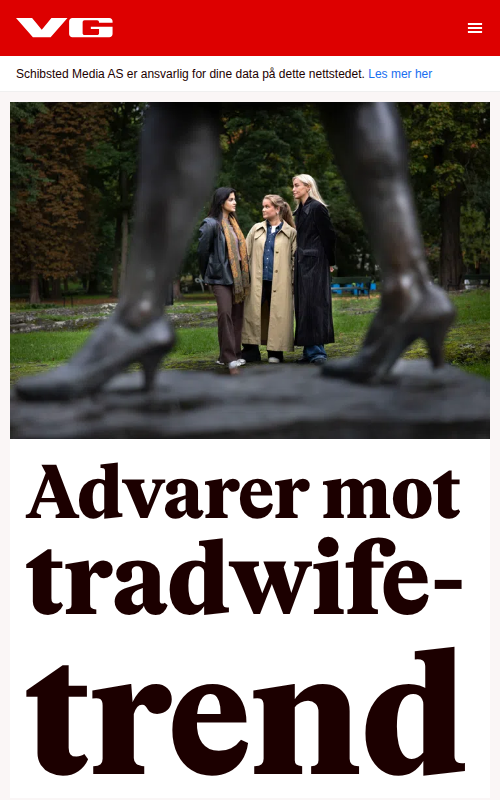 VG
Schibsted Media AS er ansvarlig for dine data på dette nettstedet. Les mer her
Advarer mot
tradwife-
trend